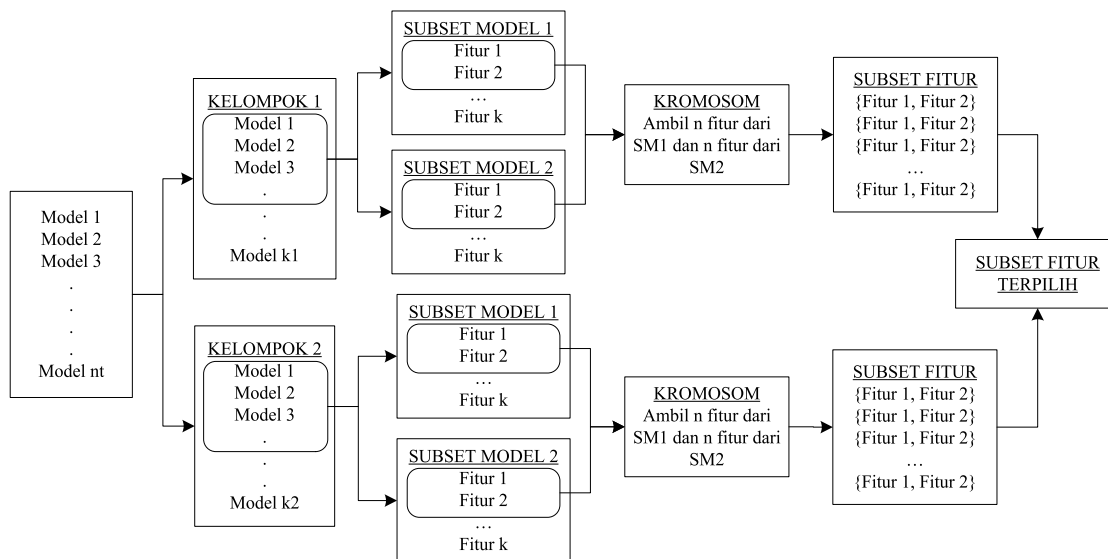 Model 1
Model 2
Model 3
.
.
.
.
Model nt
KELOMPOK 1
Model 1
Model 2
Model 3
.
.
.
Model k1
SUBSET MODEL 1
Fitur 1
Fitur 2
…
Fitur k
SUBSET MODEL 2
Fitur 1
Fitur 2
…
Fitur k
KROMOSOM
Ambil n fitur dari
SM1 dan n fitur dari
SM2
SUBSET FITUR
{Fitur 1, Fitur 2}
{Fitur 1, Fitur 2}
{Fitur 1, Fitur 2}
…
{Fitur 1, Fitur 2}
KELOMPOK 2
Model 1
Model 2
Model 3
.
.
.
Model k2
SUBSET MODEL 1
Fitur 1
Fitur 2
…
Fitur k
SUBSET MODEL 2
Fitur 1
Fitur 2
…
Fitur k
KROMOSOM
Ambil n fitur dari
SM1 dan n fitur dari
SM2
SUBSET FITUR
{Fitur 1, Fitur 2}
{Fitur 1, Fitur 2}
{Fitur 1, Fitur 2}
…
{Fitur 1, Fitur 2}
SUBSET FITUR
TERPILIH